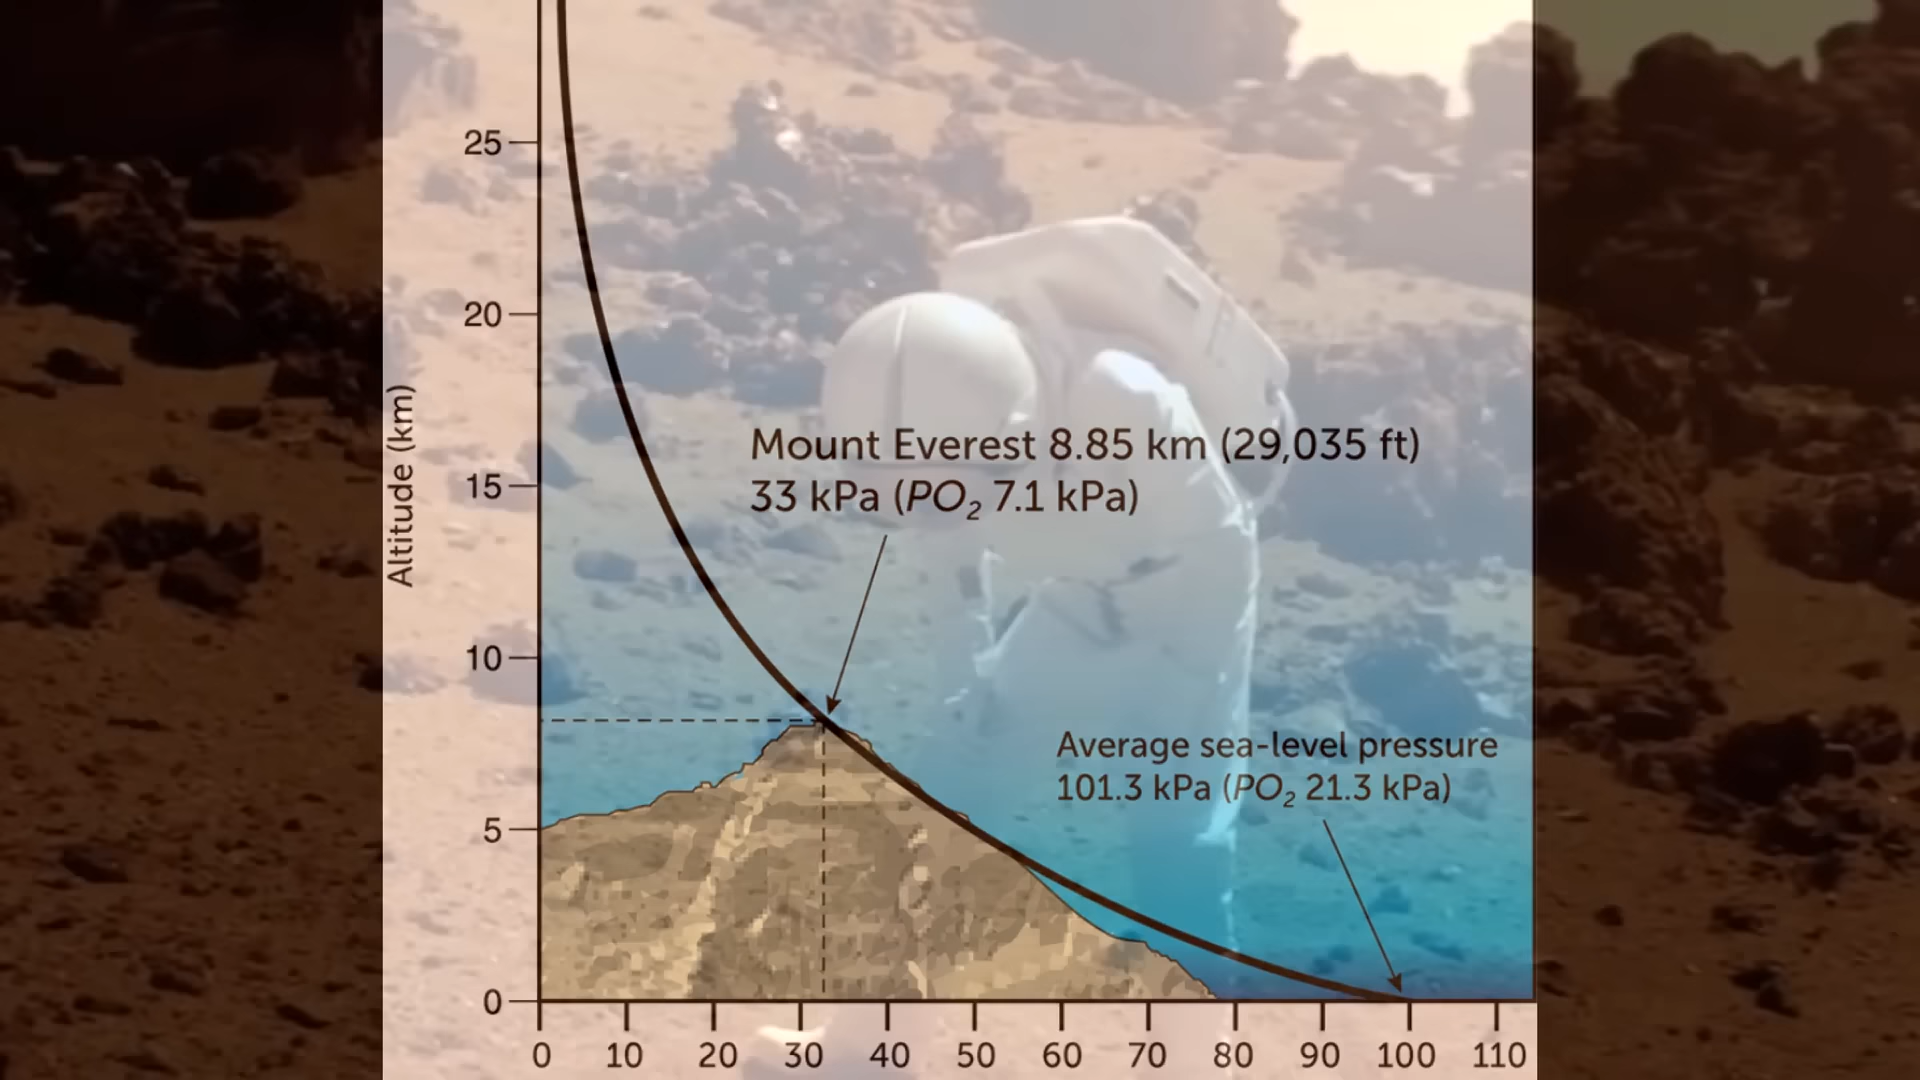 25
20
15
10
5
0
Altitude (km)
Mount Everest 8.85 km (29,035 ft)
33 kPa (PO₂ 7.1 kPa)
Average sea-level pressure
101.3 kPa (PO₂ 21.3 kPa)
0 10 20 30 40 50 60 70 80 90 100 110